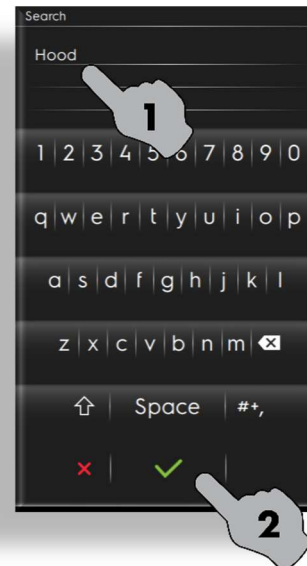 Search
Hood
1
1 2 3 4 5 6 7 8 9 0
q w e r t y u i o p
a s d f g h j k l
z x c v b n m
Space #+,
2